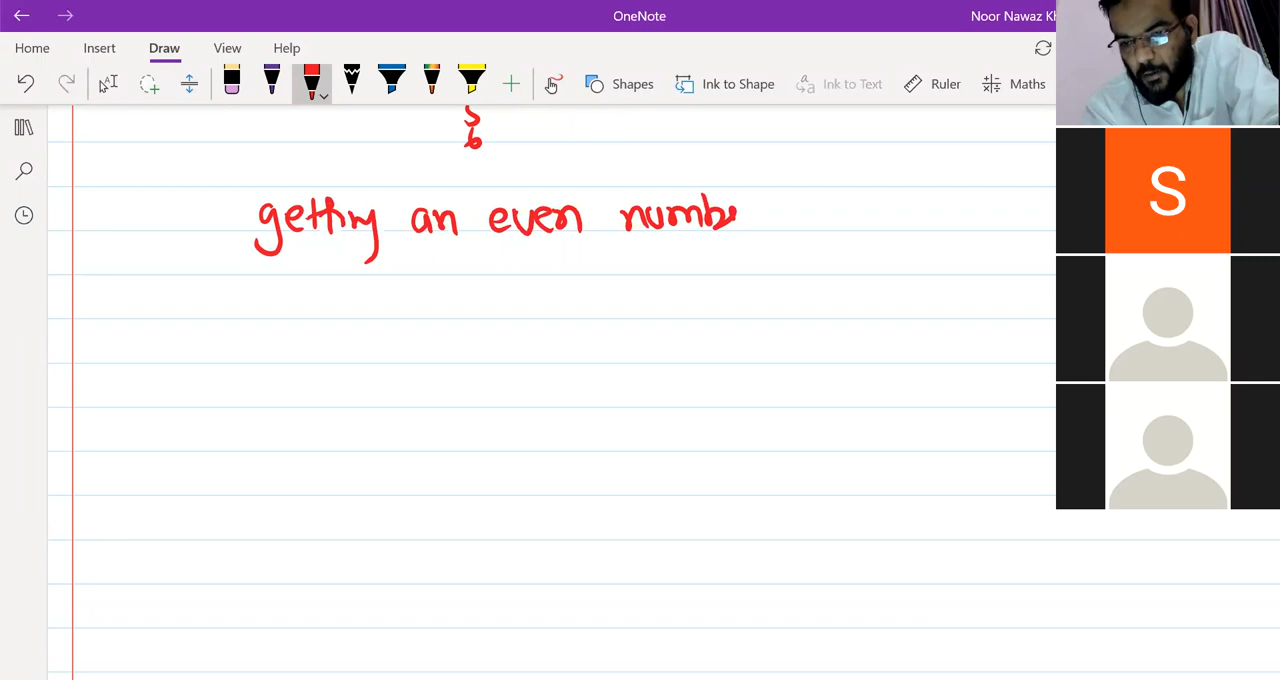 OneNote
Noor Nawaz Kh
Home Insert Draw View Help
Shapes Ink to Shape Ink to Text Ruler Maths
5
6
getting an even numbe
S